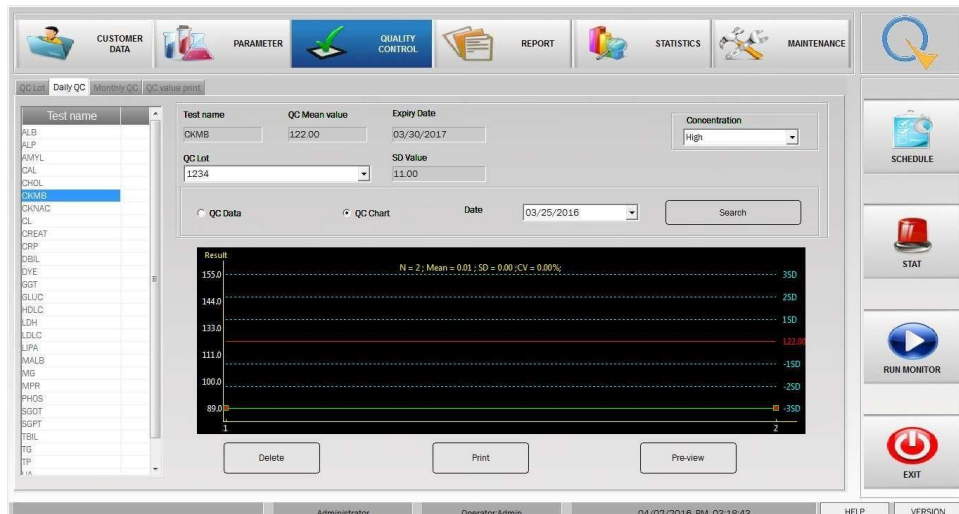 CUSTOMER DATA
PARAMETER
QUALITY CONTROL
REPORT
STATISTICS
MAINTENANCE
QC Lot
Daily QC
Monthly QC
QC value print
Test name
ALB
ALP
AMYL
CAL
CHOL
CKMB
CKNAC
CL
CREAT
CRP
DBIL
DYE
GGT
GLUC
HDLC
LDH
LDLC
LIPA
MALB
MG
MPR
PHOS
SGOT
SGPT
TBIL
TG
TP
Test name
QC Mean value
Expiry Date
CKMB
122.00
03/30/2017
QC Lot
SD Value
1234
11.00
Concentration
High
QC Data
QC Chart
Date
03/25/2016
Search
Result
N = 2 ; Mean = 0.01 ; SD = 0.00 ;CV = 0.00%;
155.0
3SD
144.0
2SD
133.0
1SD
122.00
111.0
-1SD
100.0
-2SD
89.0
-3SD
1
2
Delete
Print
Pre-view
SCHEDULE
STAT
RUN MONITOR
EXIT
Administrator
Operator:Admin
04/02/2016 PM 03:18:43
HELP
VERSION